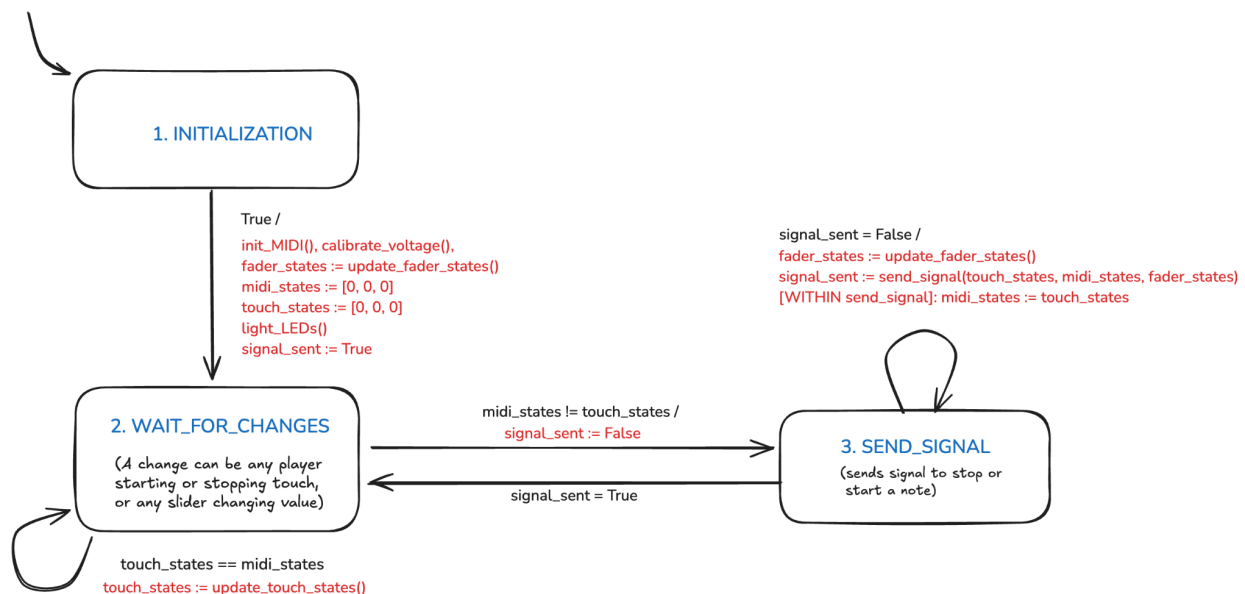 1. INITIALIZATION
True /
init_MIDI(), calibrate_voltage(),
fader_states := update_fader_states()
midi_states := [0, 0, 0]
touch_states := [0, 0, 0]
light_LEDs()
signal_sent := True
signal_sent = False /
fader_states := update_fader_states()
signal_sent := send_signal(touch_states, midi_states, fader_states)
[WITHIN send_signal]: midi_states := touch_states
2. WAIT_FOR_CHANGES
(A change can be any player
starting or stopping touch,
or any slider changing value)
midi_states != touch_states /
signal_sent := False
signal_sent = True
3. SEND_SIGNAL
(sends signal to stop or
start a note)
touch_states == midi_states
touch_states := update_touch_states()